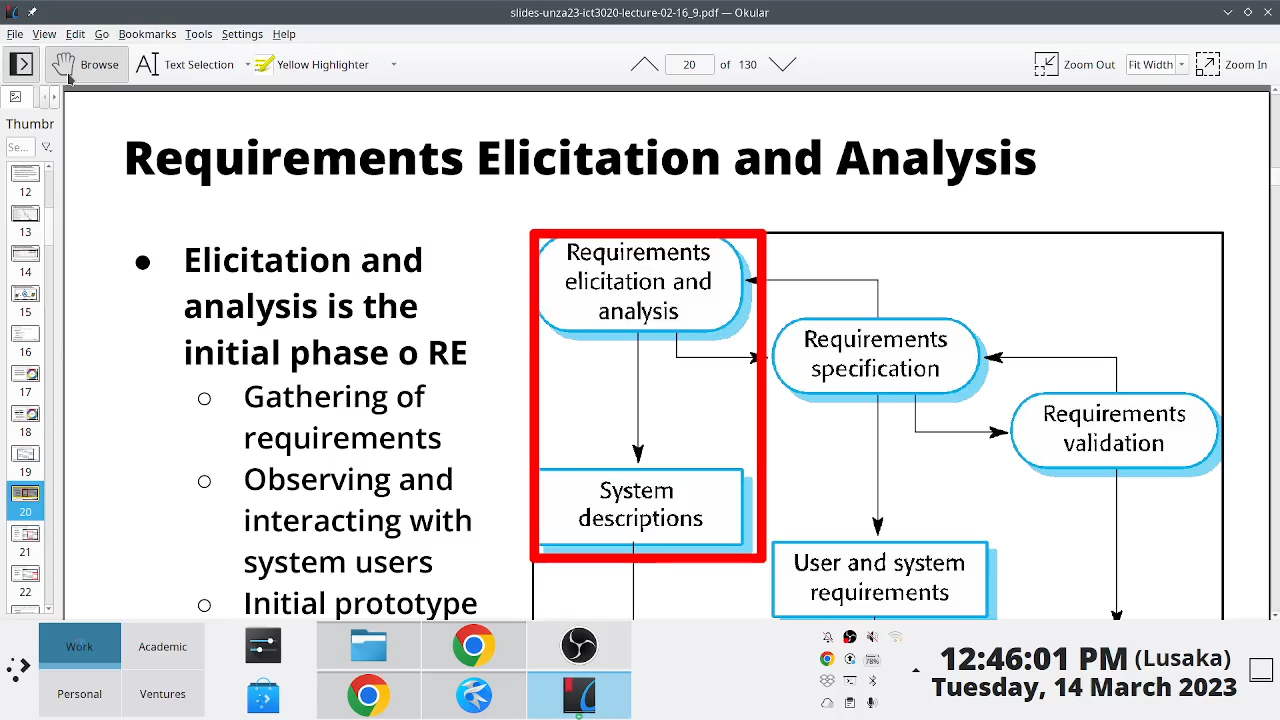 slides-unza23-ict3020-lecture-02-16_9.pdf — Okular
File View Edit Go Bookmarks Tools Settings Help
Browse Text Selection Yellow Highlighter 20 of 130 Zoom Out Fit Width Zoom In
Thumbr
Se...
12
13
14
15
16
17
18
19
20
21
22
Requirements Elicitation and Analysis
● Elicitation and
analysis is the
initial phase o RE
○ Gathering of
requirements
○ Observing and
interacting with
system users
○ Initial prototype
Requirements
elicitation and
analysis
Requirements
specification
Requirements
validation
System
descriptions
User and system
requirements
Work Academic
Personal Ventures
78%
12:46:01 PM (Lusaka)
Tuesday, 14 March 2023